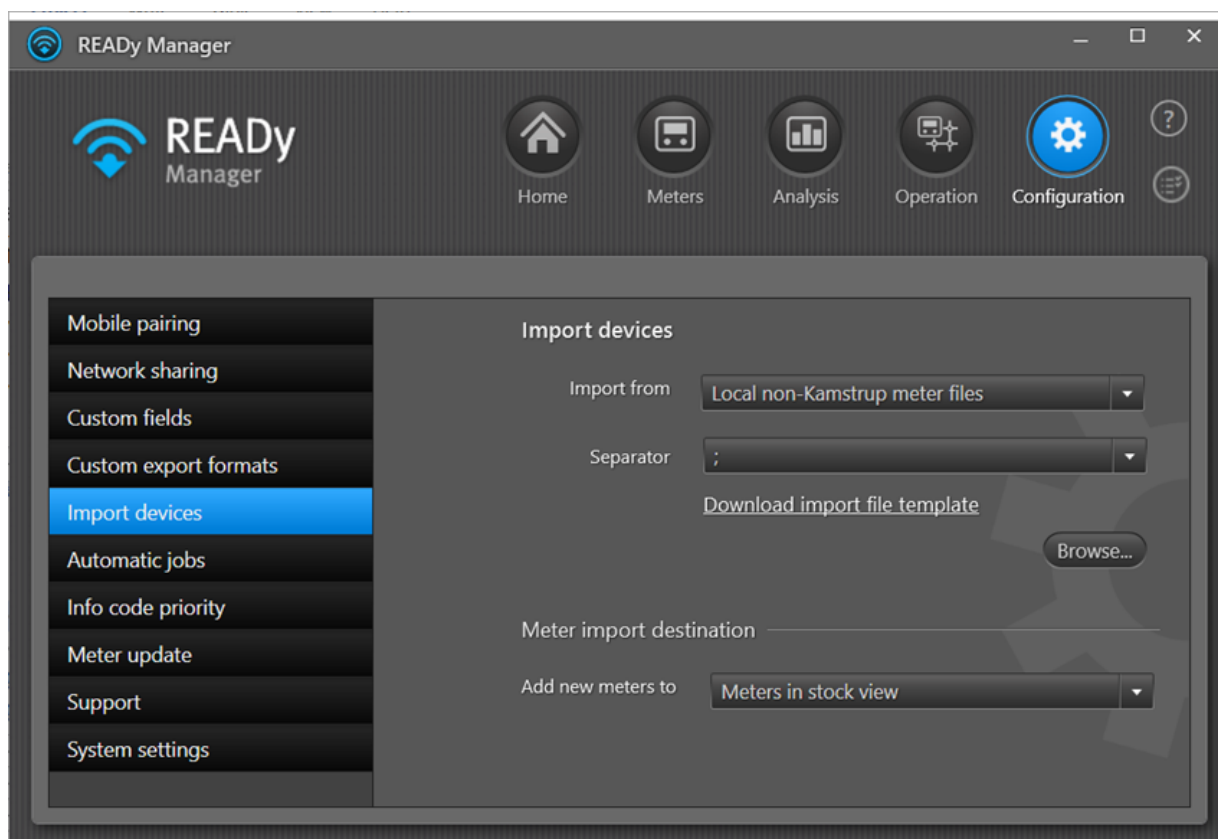 READy Manager
READy
Manager
Home
Meters
Analysis
Operation
Configuration
?
Mobile pairing
Network sharing
Custom fields
Custom export formats
Import devices
Automatic jobs
Info code priority
Meter update
Support
System settings
Import devices
Import from Local non-Kamstrup meter files
Separator ;
Download import file template
Browse...
Meter import destination
Add new meters to Meters in stock view